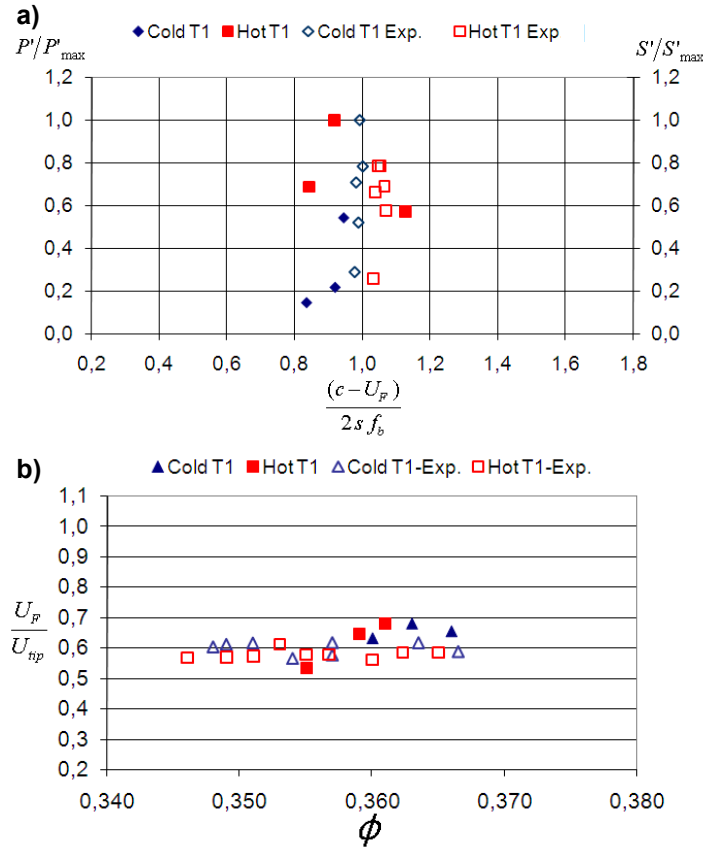 a)
Cold T1 Hot T1 Cold T1 Exp. Hot T1 Exp
P'/P'max S'/S'max
1,2 1,2
1,0 1,0
0,8 0,8
0,6 0,6
0,4 0,4
0,2 0,2
0,0 0,0
0,2 0,4 0,6 0,8 1,0 1,2 1,4 1,6 1,8
(c – U_F)
2 s f_b
b)
Cold T1 Hot T1 Cold T1-Exp. Hot T1-Exp.
1,1
1,0
0,9
0,8
0,7
0,6
0,5
0,4
0,3
0,2
U_F
U_tip
0,340 0,350 0,360 0,370 0,380
ϕ